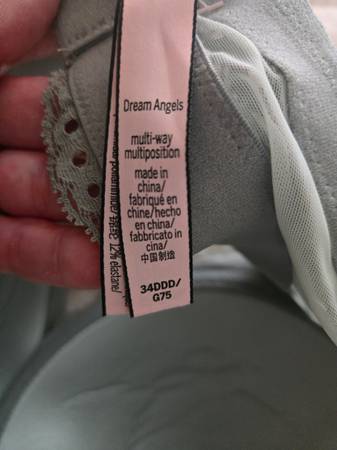 Dream Angels
multi-way
multiposition
made in
china/
fabriqué en
chine/hecho
en china/
fabbricato in
cina/
中国制造
34DDD/
G75
12% elastane/